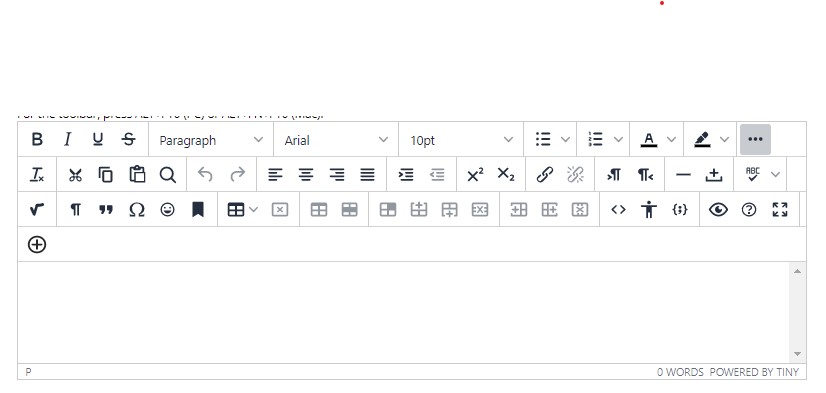 For the toolbar, press ALT+F10 (PC) or ALT+FN+F10 (Mac).
B I U S Paragraph Arial 10pt A
ABC
P 0 WORDS POWERED BY TINY